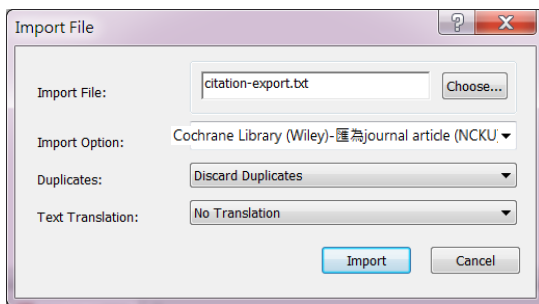 Import File
Import File:
citation-export.txt
Choose...
Import Option:
Cochrane Library (Wiley)-匯為journal article (NCKU)
Duplicates:
Discard Duplicates
Text Translation:
No Translation
Import
Cancel